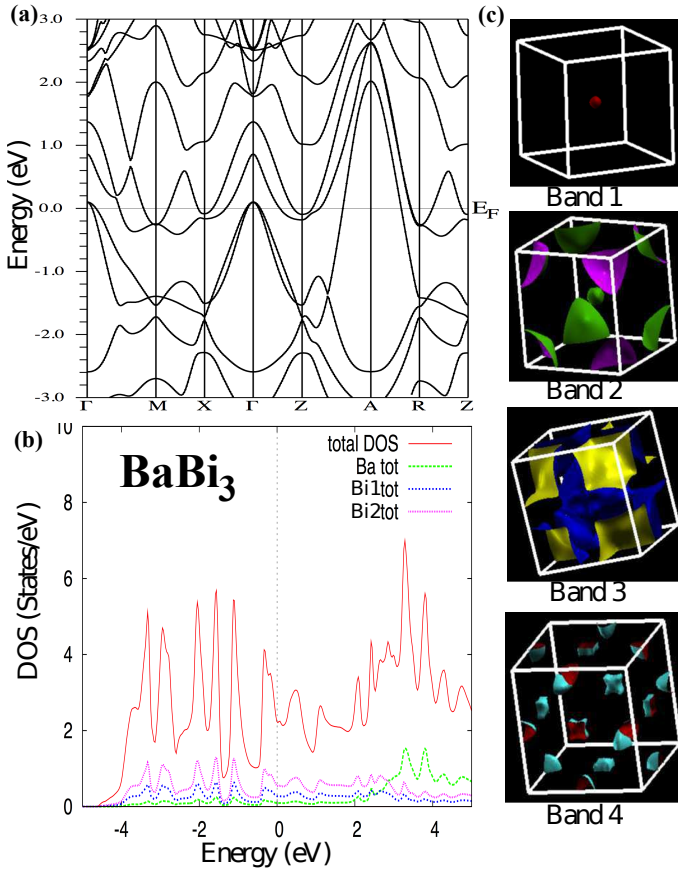 (a)
3.0
2.0
1.0
0.0
-1.0
-2.0
-3.0
Energy (eV)
E_F
Γ M X Γ Z A R Z
(b)
BaBi₃
total DOS
Ba tot
Bi1tot
Bi2tot
10
8
6
4
2
0
DOS (States/eV)
-4 -2 0 2 4
Energy (eV)
(c)
Band 1
Band 2
Band 3
Band 4